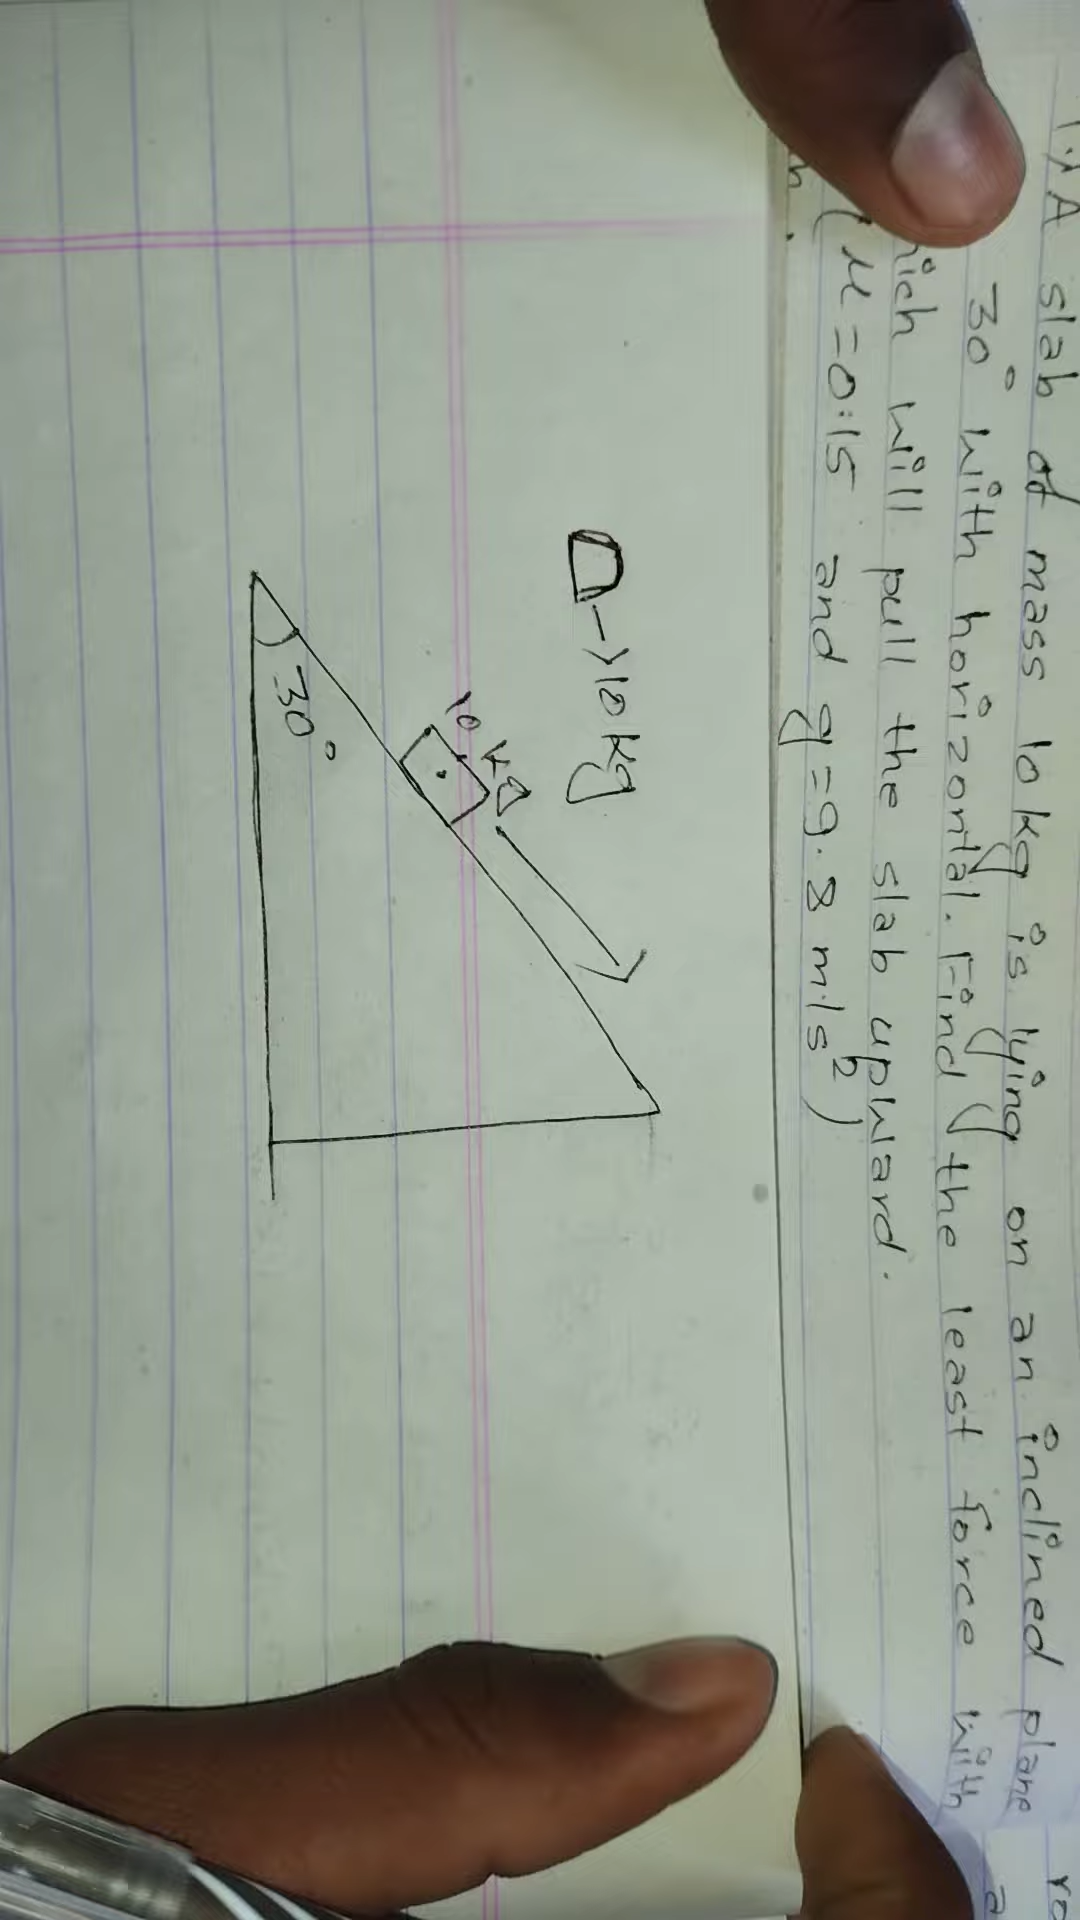 A slab of mass 10 kg is lying on an inclined plane
30° with horizontal. Find the least force with
which will pull the slab upward.
(μ = 0.15 and g = 9.8 m/s²)
→ 10 kg
10 kg
30°